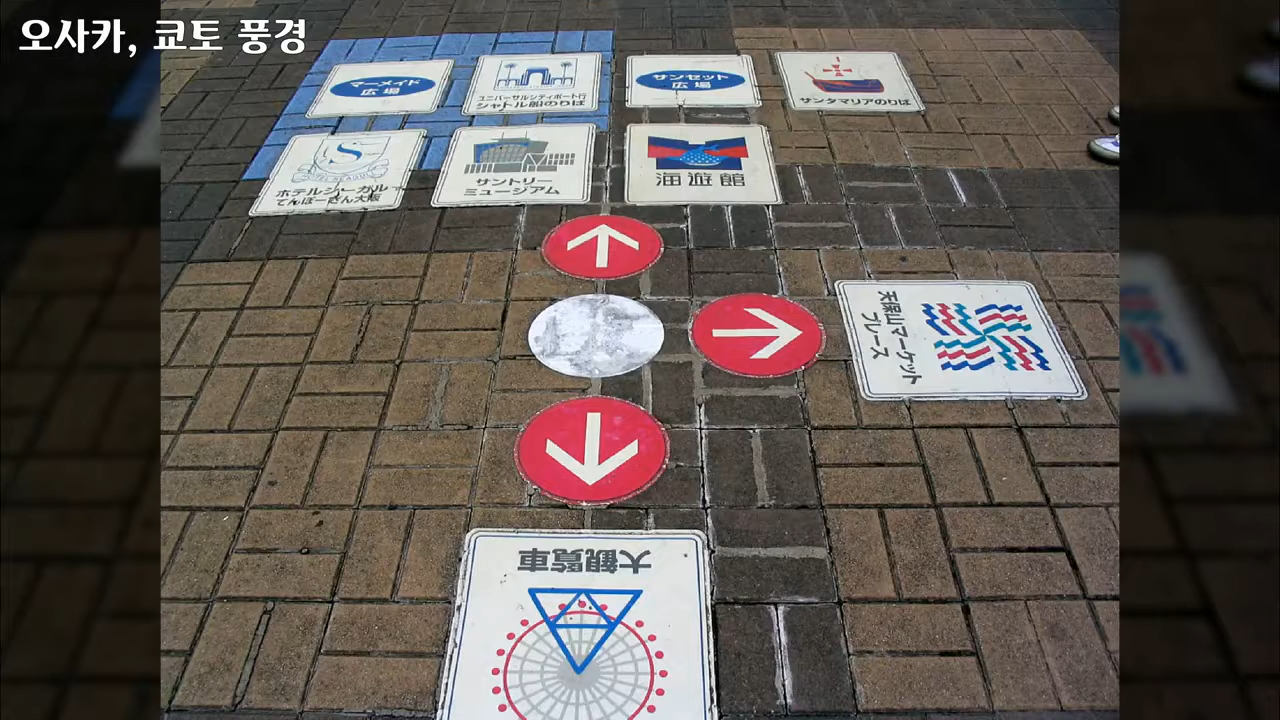 오사카, 쿄토 풍경
マーメイド
広場
ユニバーサルシティポート行
シャトル船のりば
サンセット
広場
サンタマリアのりば
ホテルシーガル
てんぽーざん大阪
サントリー
ミュージアム
海遊館
天保山マーケット
プレース
大観覧車